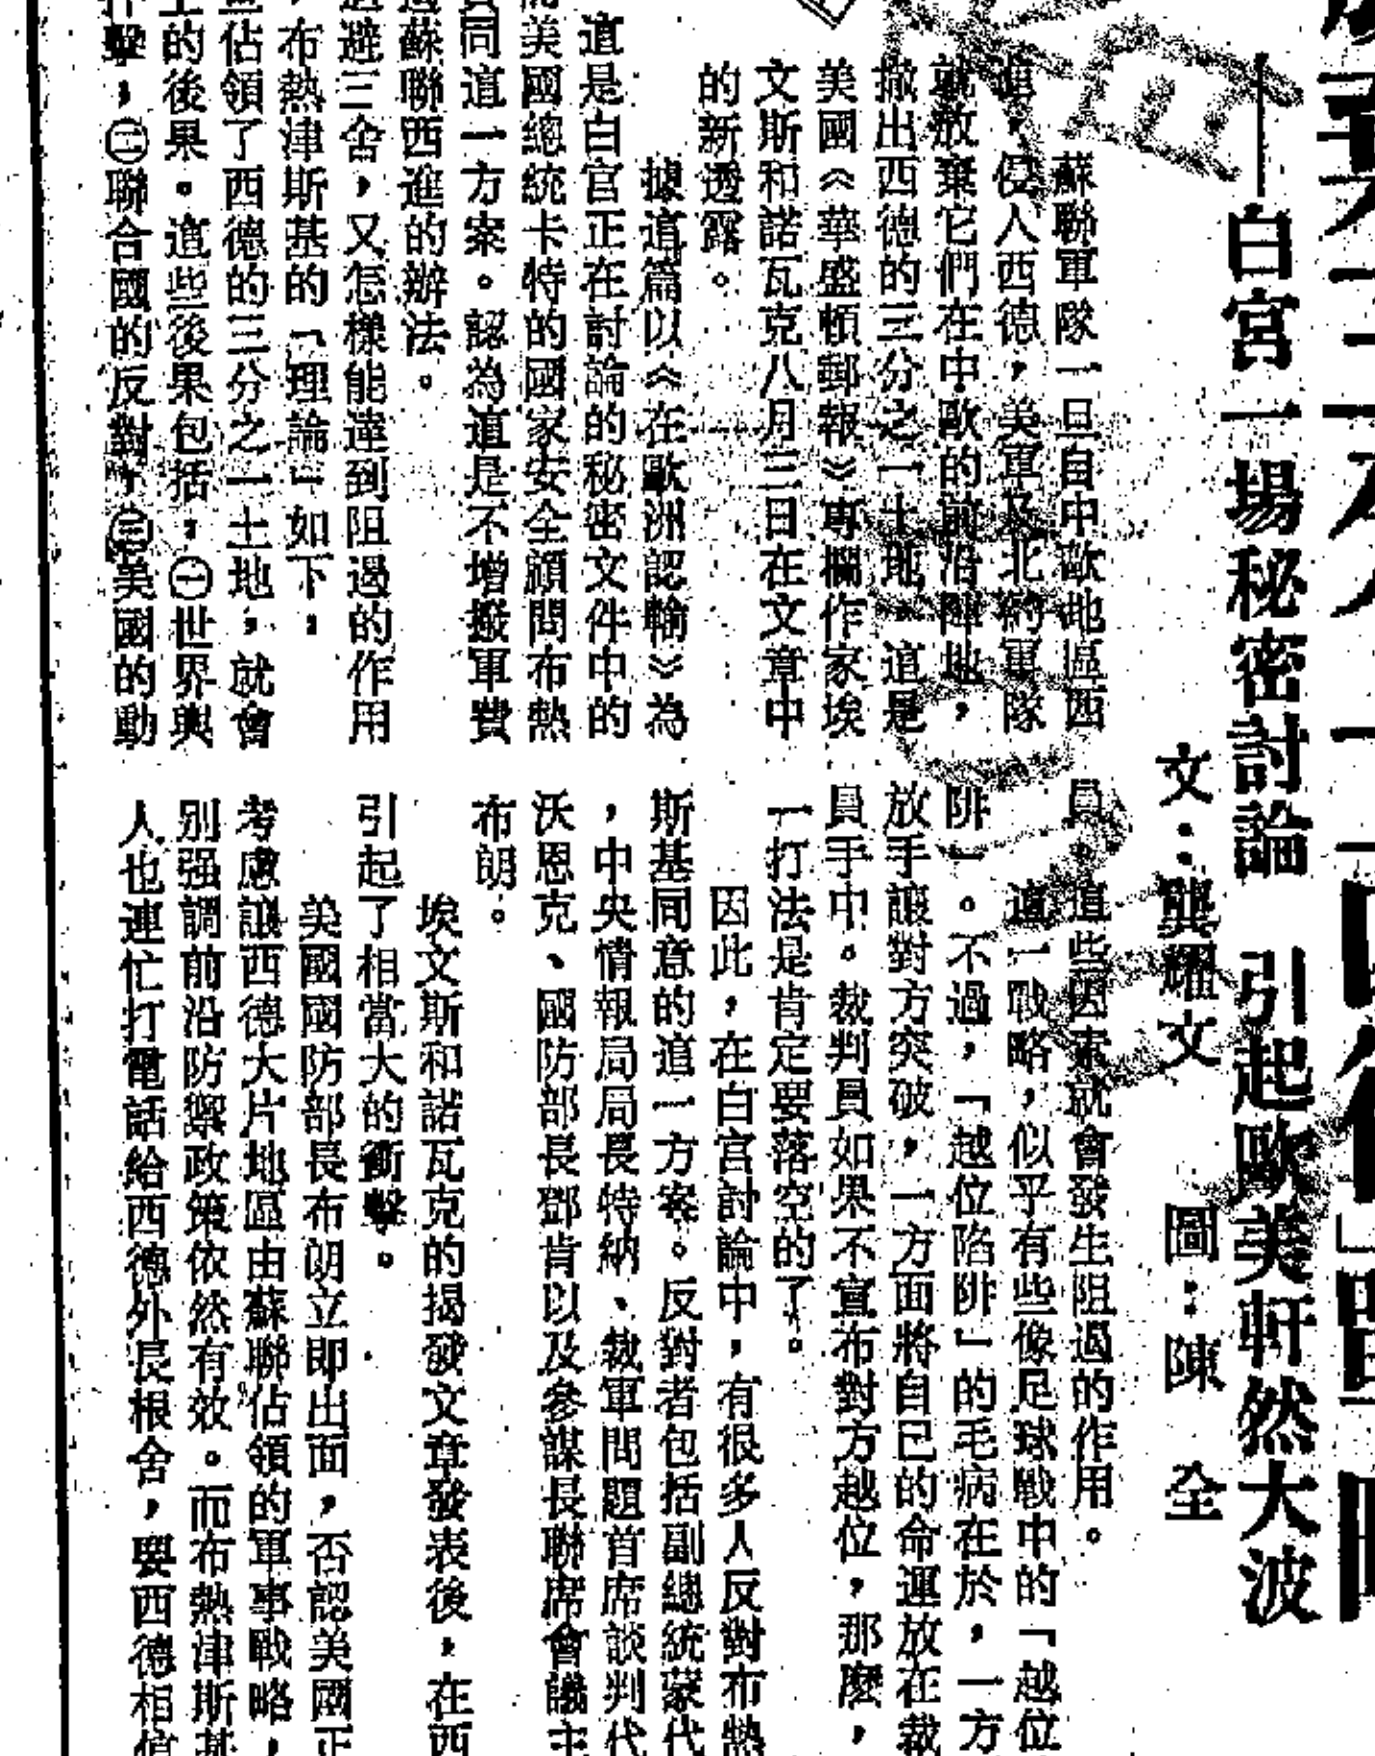 ——白宮一場秘密討論 引起歐美軒然大波
文：龔耀文 圖：陳 全
蘇聯軍隊一旦自中歐地區西
進，侵入西德，美軍及北約軍隊
就放棄它們在中歐的前沿陣地，
撤出西德的三分之一土地。這是
美國《華盛頓郵報》專欄作家埃
文斯和諾瓦克八月三日在文章中
的新透露。
據這篇以《在歐洲認輸》為
這是白宮正在討論的秘密文件中的
美國總統卡特的國家安全顧問布熱
同這一方案。認為這是不增撥軍費
蘇聯西進的辦法。
避三舍，又怎樣能達到阻遏的作用
，布熱津斯基的「理論」如下：
佔領了西德的三分之一土地，就會
的後果。這些後果包括：㊀世界輿
擊；㊁聯合國的反對；㊂美國的動
員。這些因素就會發生阻遏的作用。
這一戰略，似乎有些像足球戰中的「越位
阱」。不過，「越位陷阱」的毛病在於，一方
放手讓對方突破，一方面將自己的命運放在裁
員手中。裁判員如果不宣布對方越位，那麼，
一打法是肯定要落空的了。
因此，在白宮討論中，有很多人反對布熱
斯基同意的這一方案。反對者包括副總統蒙代
，中央情報局局長特納、裁軍問題首席談判代
沃恩克、國防部長鄧肯以及參謀長聯席會議主
布朗。
埃文斯和諾瓦克的揭發文章發表後，在西
引起了相當大的衝擊。
美國國防部長布朗立即出面，否認美國正
考慮讓西德大片地區由蘇聯佔領的軍事戰略，
別强調前沿防禦政策依然有效。而布熱津斯基
人也連忙打電話給西德外長根舍，要西德相信